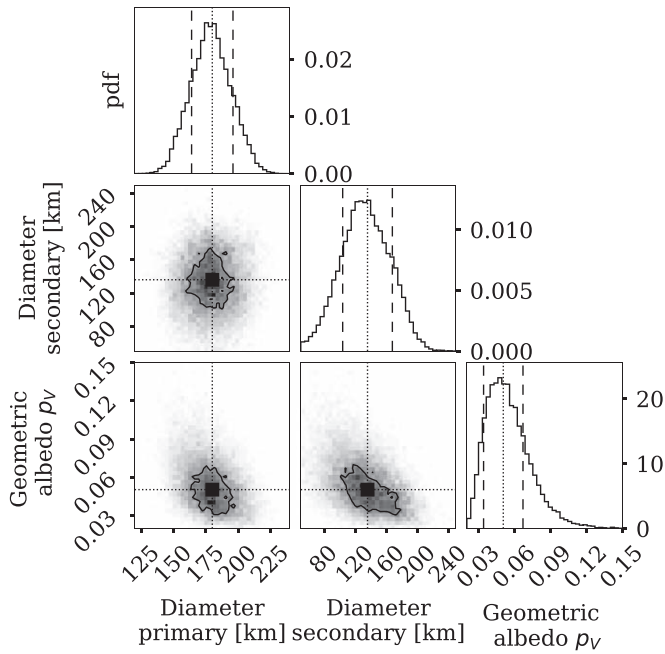 pdf
0.02
0.01
0.00
Diameter
secondary [km]
240
200
160
120
80
0.010
0.005
0.000
Geometric
albedo pV
0.15
0.12
0.09
0.06
0.03
20
10
0
125 150 175 200 225
80 120 160 200 240
0.03 0.06 0.09 0.12 0.15
Diameter
primary [km]
Diameter
secondary [km]
Geometric
albedo pV